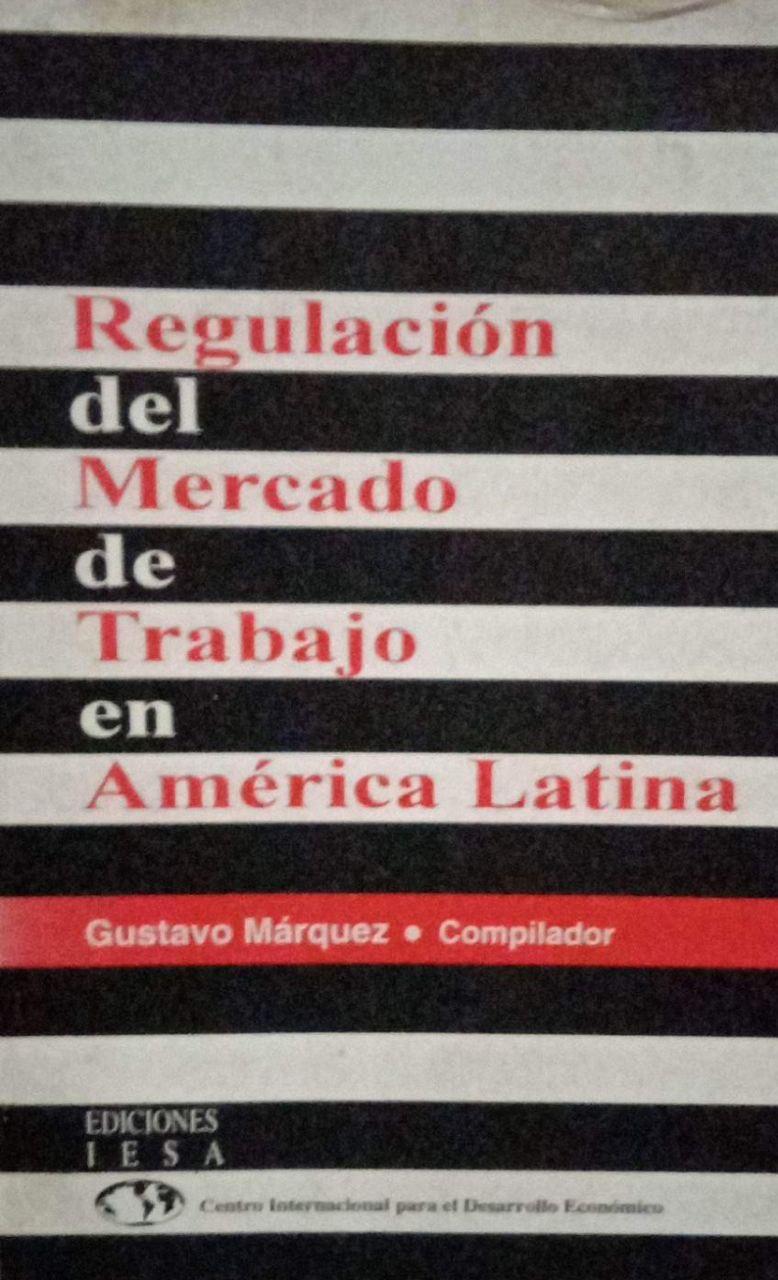 Regulación
del
Mercado
de
Trabajo
en
América Latina
Gustavo Márquez • Compilador
EDICIONES
I E S A
Centro Internacional para el Desarrollo Económico